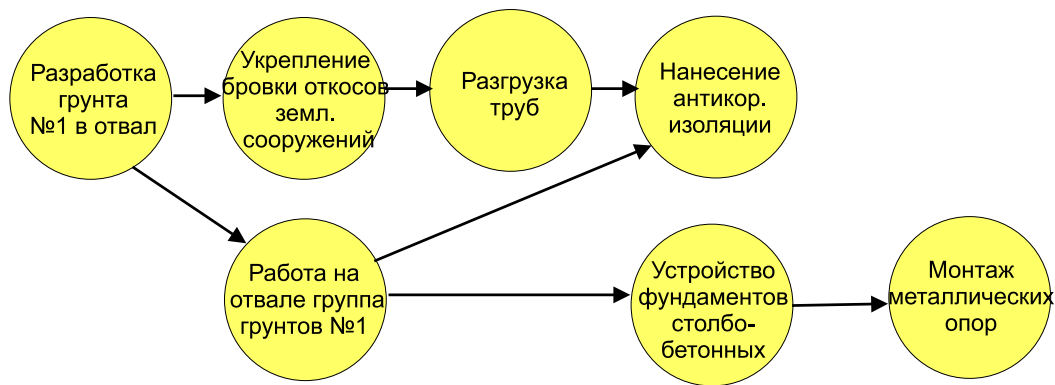 Разработка
грунта
№1 в отвал
Укрепление
бровки откосов
земл.
сооружений
Разгрузка
труб
Нанесение
антикор.
изоляции
Работа на
отвале группа
грунтов №1
Устройство
фундаментов
столбо-
бетонных
Монтаж
металлических
опор